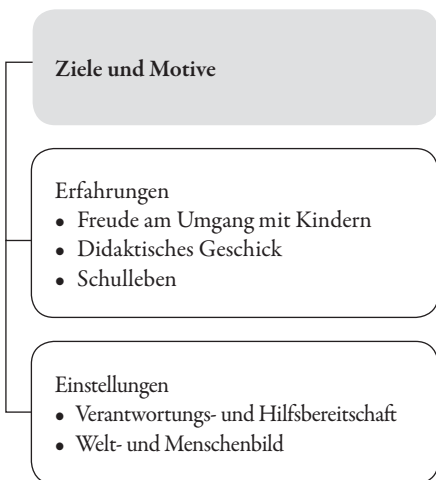 Ziele und Motive
Erfahrungen
• Freude am Umgang mit Kindern
• Didaktisches Geschick
• Schulleben
Einstellungen
• Verantwortungs- und Hilfsbereitschaft
• Welt- und Menschenbild